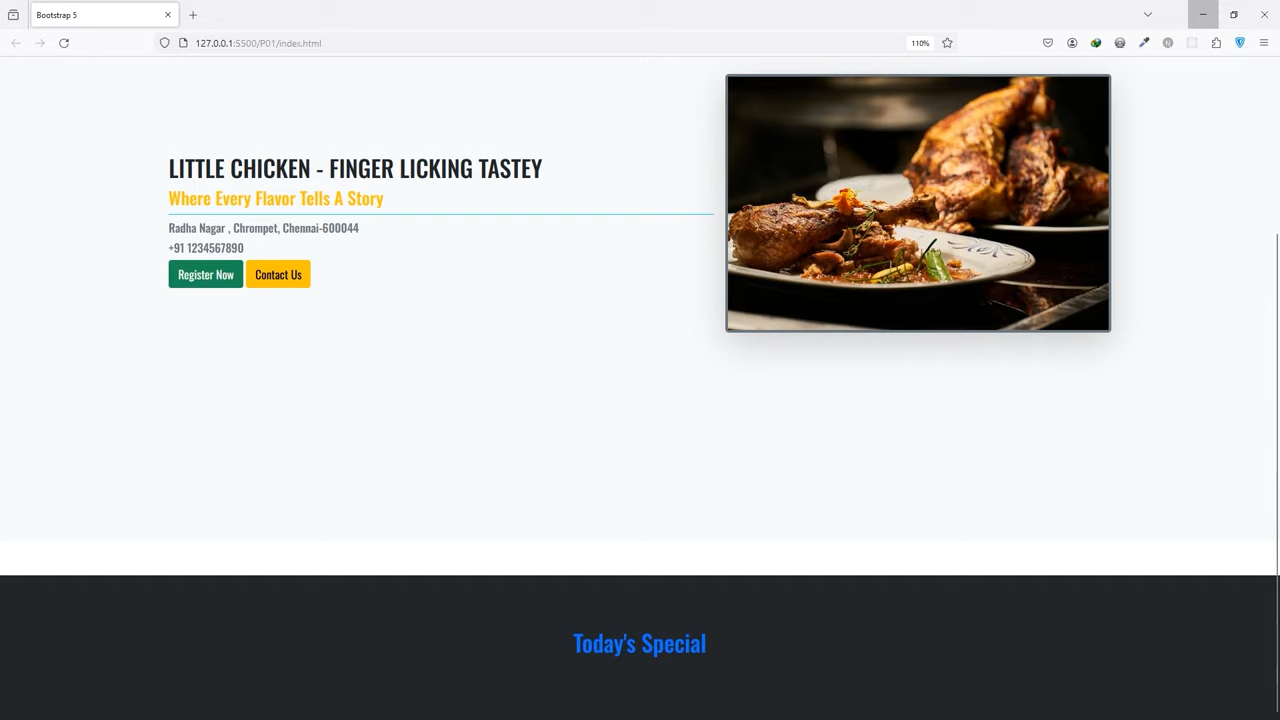 Bootstrap 5
127.0.0.1:5500/P01/index.html
110%
LITTLE CHICKEN - FINGER LICKING TASTEY
Where Every Flavor Tells A Story
Radha Nagar , Chrompet, Chennai-600044
+91 1234567890
Register Now
Contact Us
Today's Special